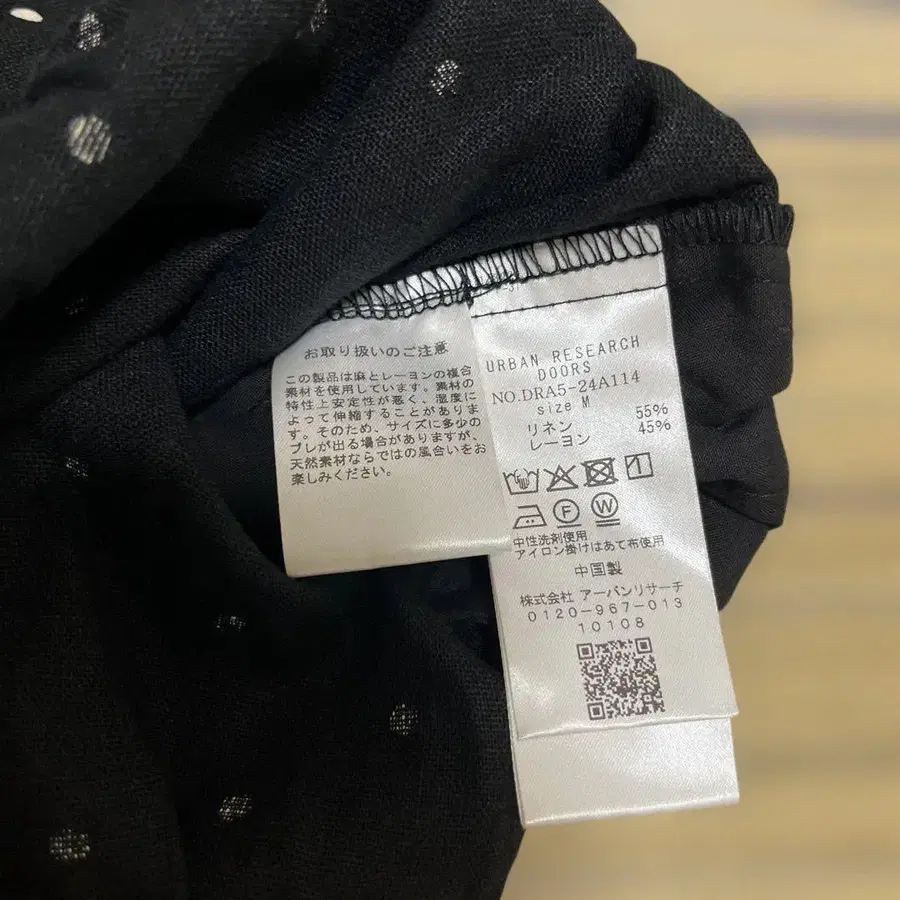 お取り扱いのご注意
この製品は麻とレーヨンの複合
素材を使用しています。素材の
特性上安定性が悪く、湿度に
よって伸縮することがありま
す。そのため、サイズに多少の
ブレが出る場合がありますが、
天然素材ならではの風合いをお
楽しみください。
URBAN RESEARCH
DOORS
NO.DRA5-24A114
size M
リネン 55%
レーヨン 45%
F W
中性洗剤使用
アイロン掛けはあて布使用
中国製
株式会社 アーバンリサーチ
0120-967-013
10108